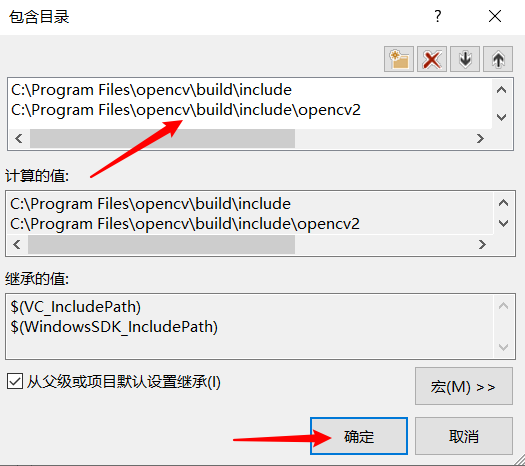 包含目录
C:\Program Files\opencv\build\include
C:\Program Files\opencv\build\include\opencv2
计算的值:
C:\Program Files\opencv\build\include
C:\Program Files\opencv\build\include\opencv2
继承的值:
$(VC_IncludePath)
$(WindowsSDK_IncludePath)
从父级或项目默认设置继承(I)
宏(M) >>
确定
取消